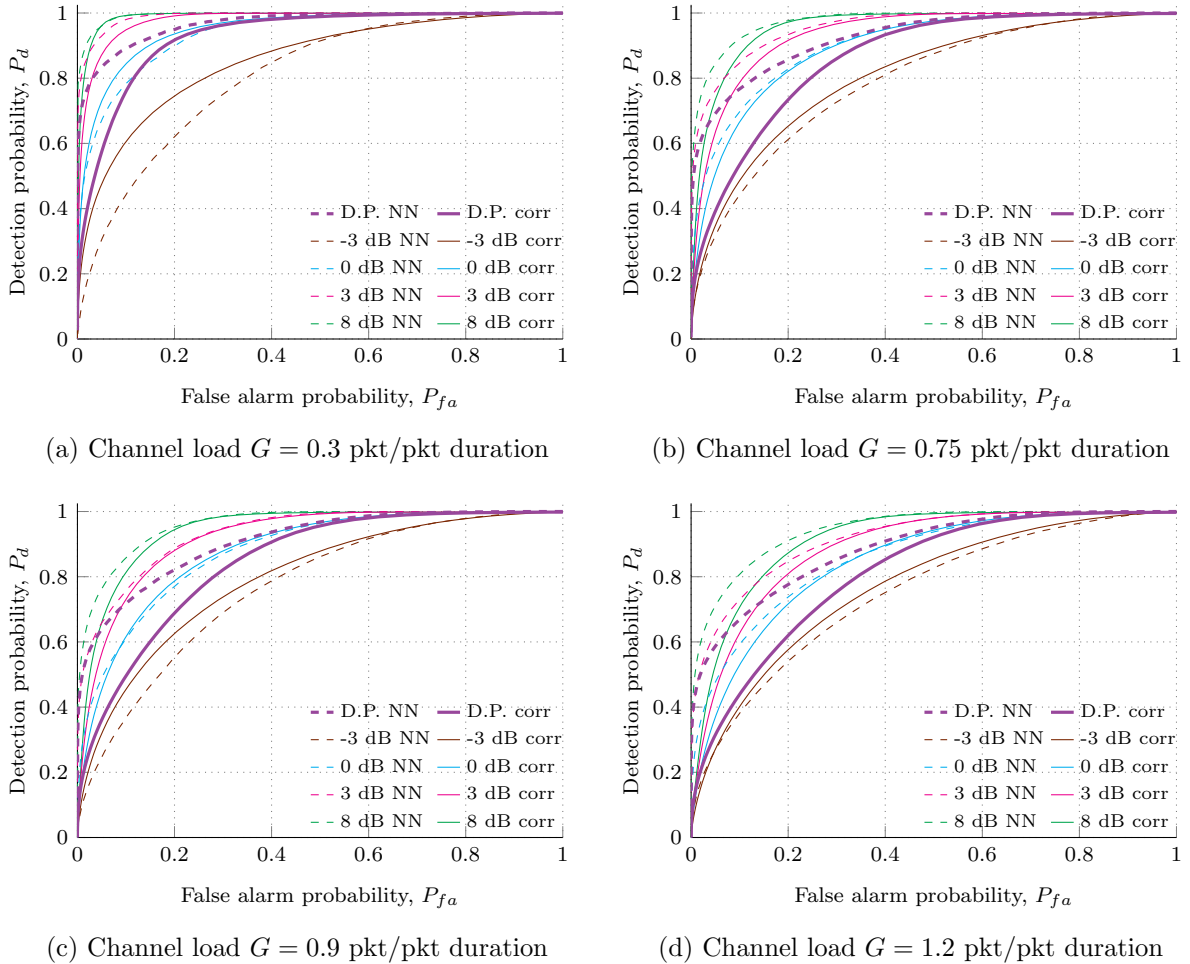 1
0.8
0.6
0.4
0.2
0
0 0.2 0.4 0.6 0.8 1
Detection probability, P_d
False alarm probability, P_{fa}
D.P. NN D.P. corr
-3 dB NN -3 dB corr
0 dB NN 0 dB corr
3 dB NN 3 dB corr
8 dB NN 8 dB corr
(a) Channel load G = 0.3 pkt/pkt duration
1
0.8
0.6
0.4
0.2
0
0 0.2 0.4 0.6 0.8 1
Detection probability, P_d
False alarm probability, P_{fa}
D.P. NN D.P. corr
-3 dB NN -3 dB corr
0 dB NN 0 dB corr
3 dB NN 3 dB corr
8 dB NN 8 dB corr
(b) Channel load G = 0.75 pkt/pkt duration
1
0.8
0.6
0.4
0.2
0
0 0.2 0.4 0.6 0.8 1
Detection probability, P_d
False alarm probability, P_{fa}
D.P. NN D.P. corr
-3 dB NN -3 dB corr
0 dB NN 0 dB corr
3 dB NN 3 dB corr
8 dB NN 8 dB corr
(c) Channel load G = 0.9 pkt/pkt duration
1
0.8
0.6
0.4
0.2
0
0 0.2 0.4 0.6 0.8 1
Detection probability, P_d
False alarm probability, P_{fa}
D.P. NN D.P. corr
-3 dB NN -3 dB corr
0 dB NN 0 dB corr
3 dB NN 3 dB corr
8 dB NN 8 dB corr
(d) Channel load G = 1.2 pkt/pkt duration